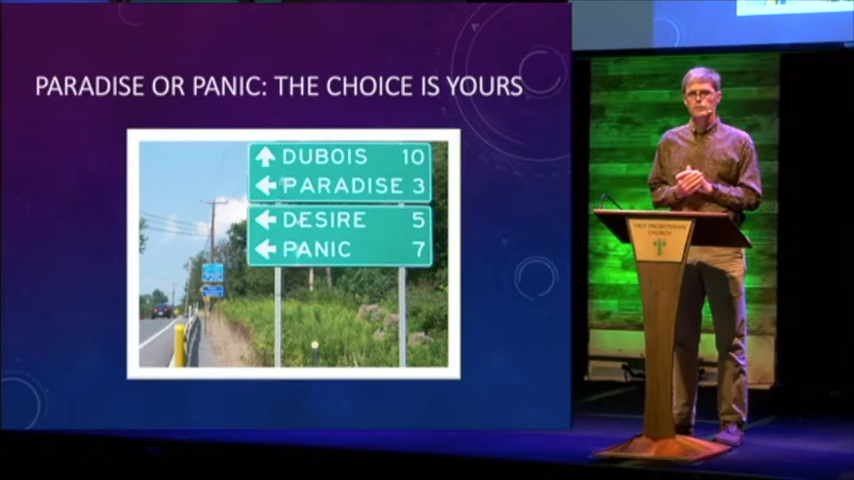 PARADISE OR PANIC: THE CHOICE IS YOURS
DUBOIS 10
PARADISE 3
DESIRE 5
PANIC 7
FIRST PRESBYTERIAN
CHURCH